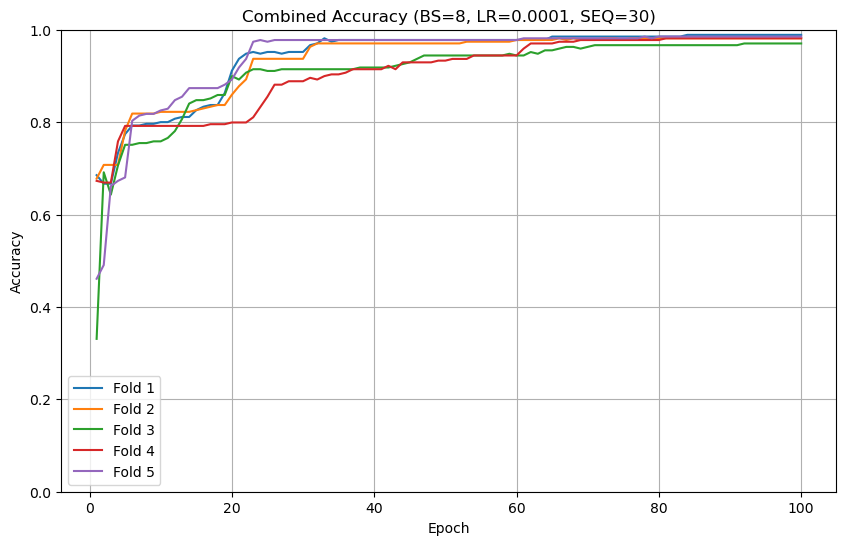 Combined Accuracy (BS=8, LR=0.0001, SEQ=30)
Accuracy
1.0
0.8
0.6
0.4
0.2
0.0
Fold 1
Fold 2
Fold 3
Fold 4
Fold 5
0 20 40 60 80 100
Epoch